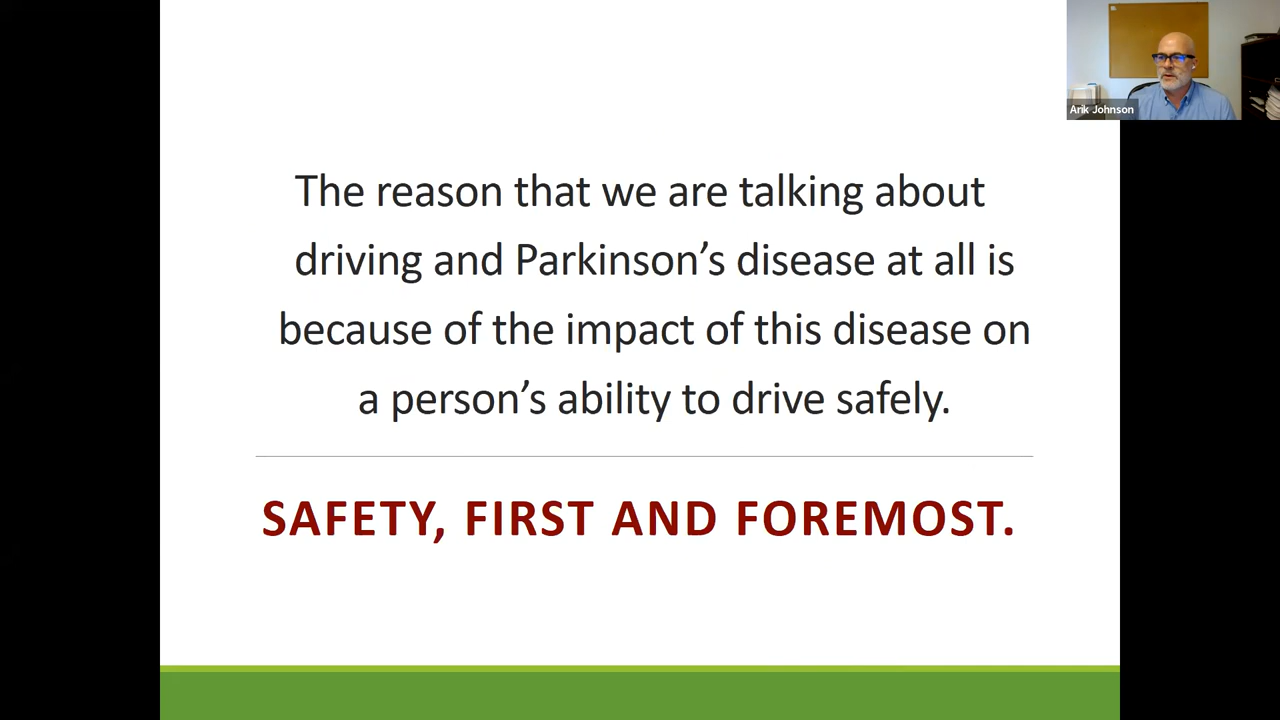 Arik Johnson
The reason that we are talking about
driving and Parkinson’s disease at all is
because of the impact of this disease on
a person’s ability to drive safely.
SAFETY, FIRST AND FOREMOST.